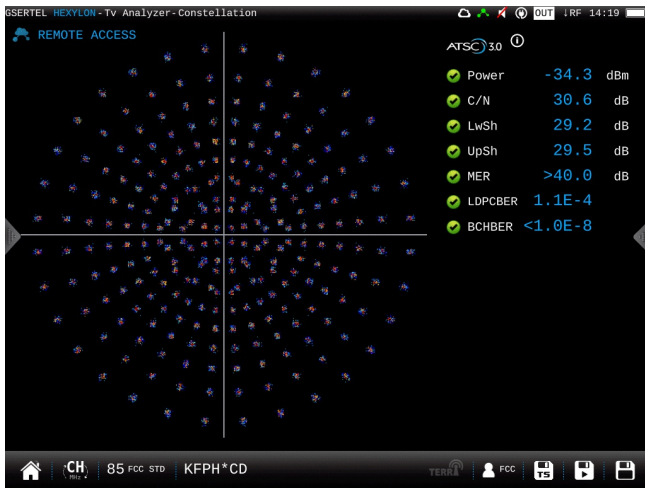 GSERTEL HEXYLON-Tv Analyzer-Constellation OUT ↓RF 14:19
REMOTE ACCESS
ATSC 3.0
Power -34.3 dBm
C/N 30.6 dB
LwSh 29.2 dB
UpSh 29.5 dB
MER >40.0 dB
LDPCBER 1.1E-4
BCHBER <1.0E-8
CH MHz 85 FCC STD KFPH*CD TERR FCC TS